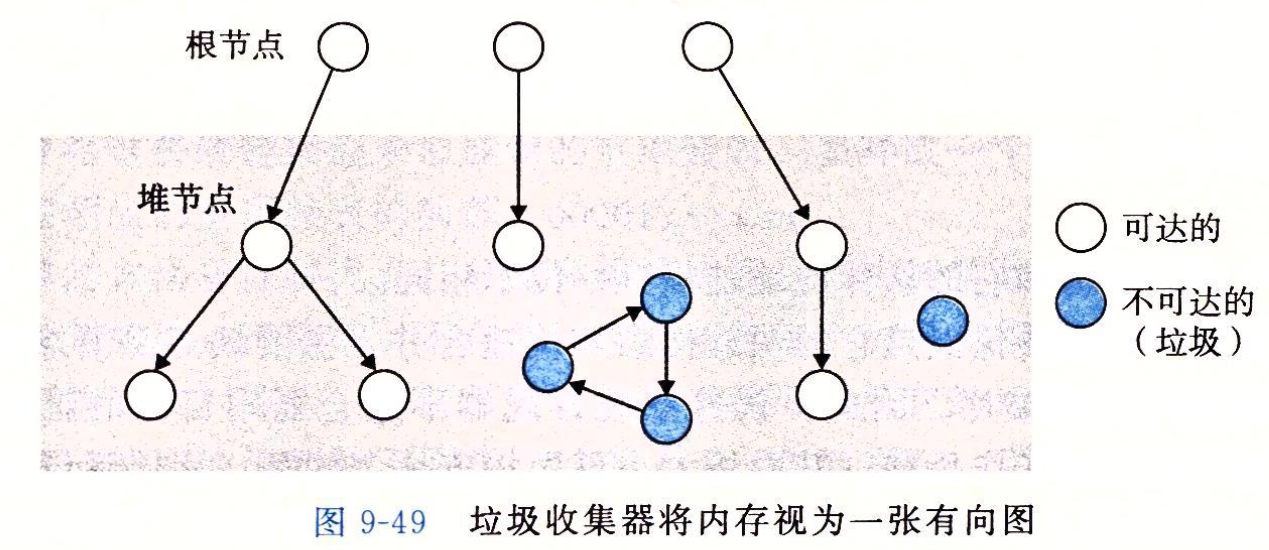 根节点
堆节点
可达的
不可达的
（垃圾）
图 9-49 垃圾收集器将内存视为一张有向图